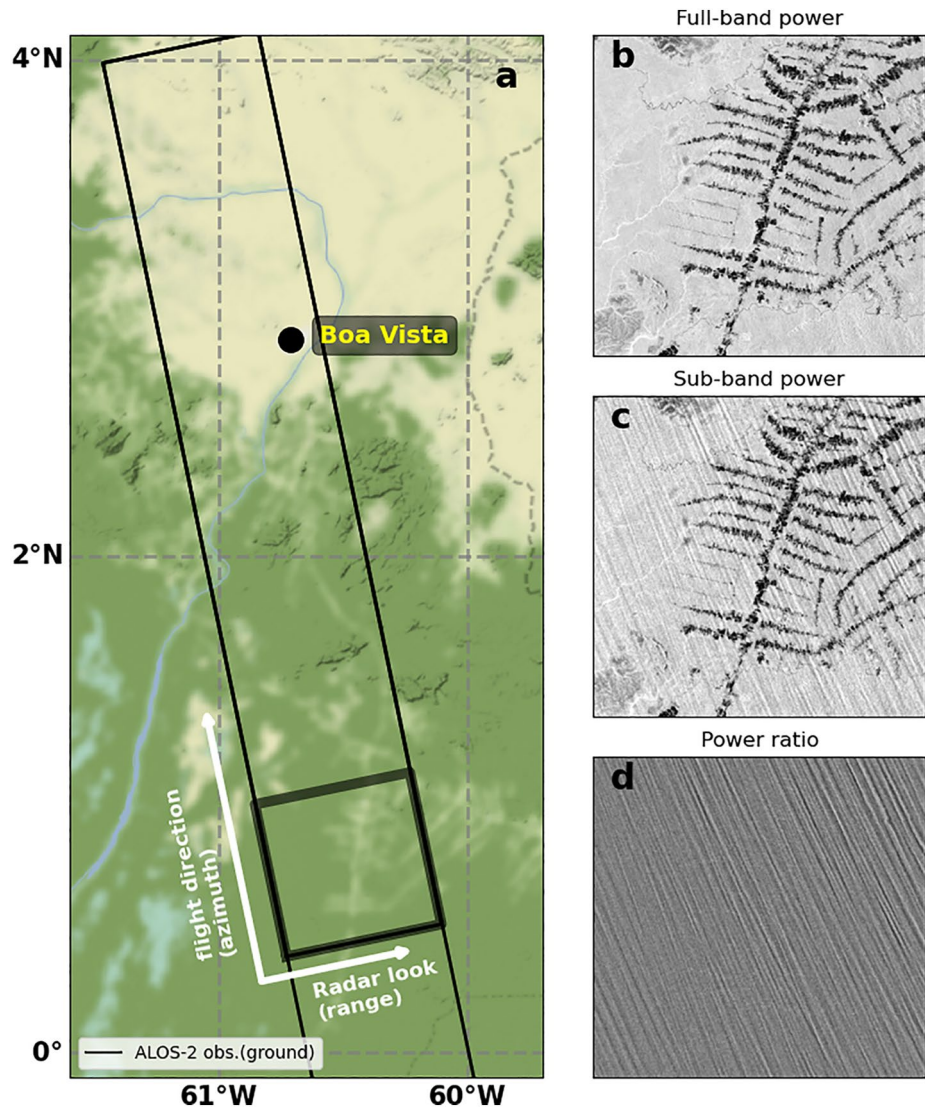 4°N
2°N
0°
61°W
60°W
a
Boa Vista
flight direction
(azimuth)
Radar look
(range)
ALOS-2 obs.(ground)
Full-band power
b
Sub-band power
c
Power ratio
d